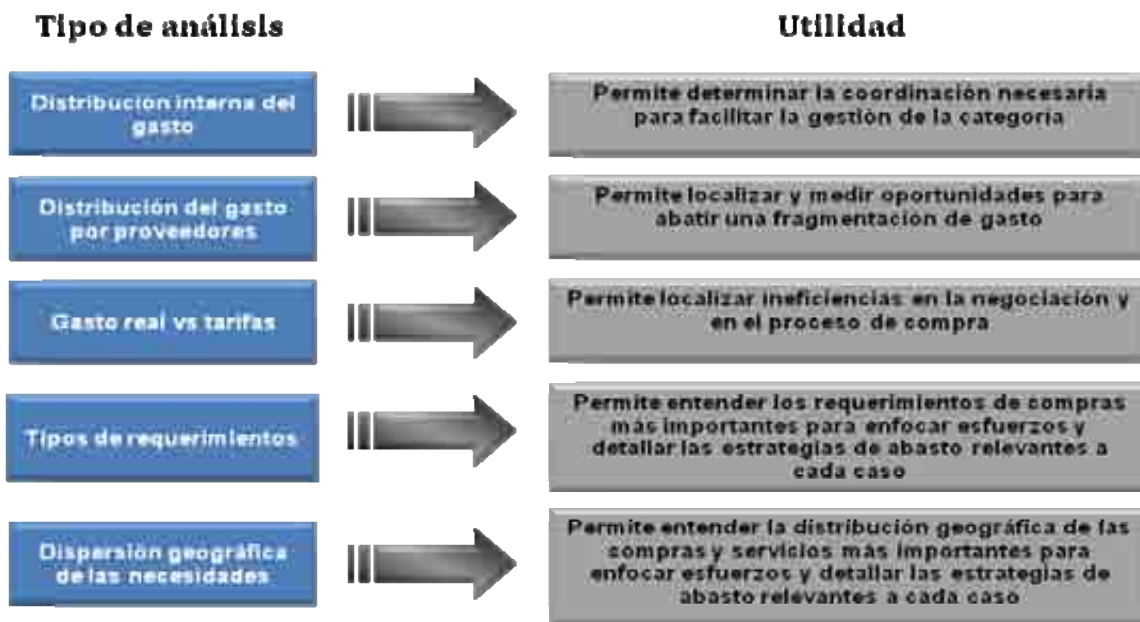 Tipo de análisis
Utilidad
Distribución interna del
gasto
Permite determinar la coordinación necesaria
para facilitar la gestión de la categoría
Distribución del gasto
por proveedores
Permite localizar y medir oportunidades para
abatir una fragmentación de gasto
Gasto real vs tarifas
Permite localizar ineficiencias en la negociación y
en el proceso de compra
Tipos de requerimientos
Permite entender los requerimientos de compras
más importantes para enfocar esfuerzos y
detallar las estrategias de abasto relevantes a
cada caso
Dispersión geográfica
de las necesidades
Permite entender la distribución geográfica de las
compras y servicios más importantes para
enfocar esfuerzos y detallar las estrategias de
abasto relevantes a cada caso